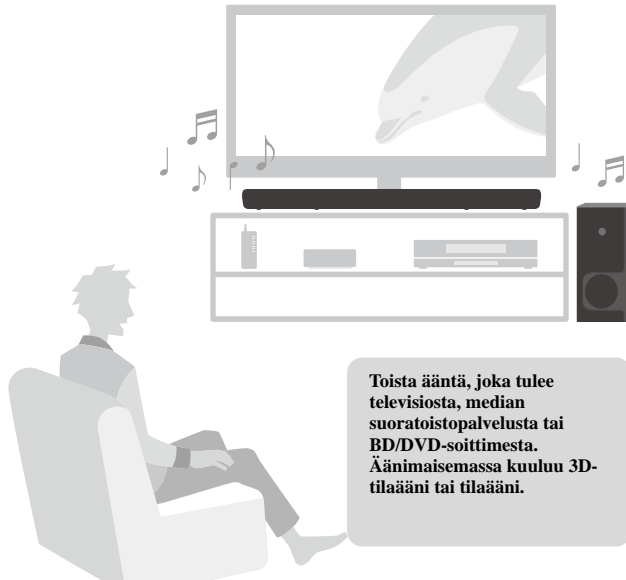 Toista ääntä, joka tulee
televisiosta, median
suoratoistopalvelusta tai
BD/DVD-soittimesta.
Äänimaisemassa kuuluu 3D-
tilaääni tai tilaääni.